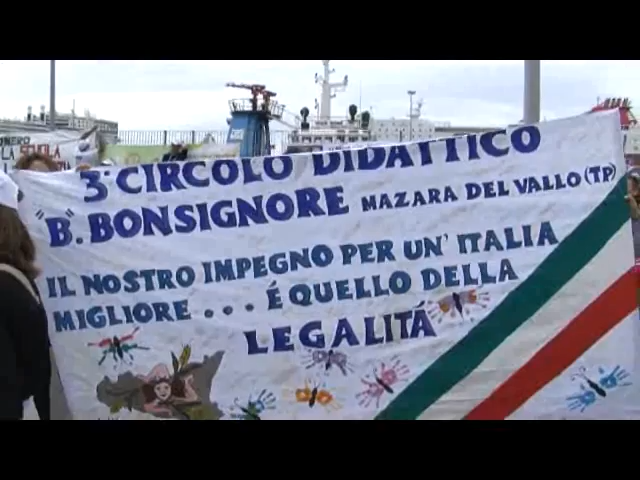 3° CIRCOLO DIDATTICO
"B". BONSIGNORE MAZARA DEL VALLO (TP)
IL NOSTRO IMPEGNO PER UN' ITALIA
MIGLIORE ... É QUELLO DELLA
LEGALITÁ